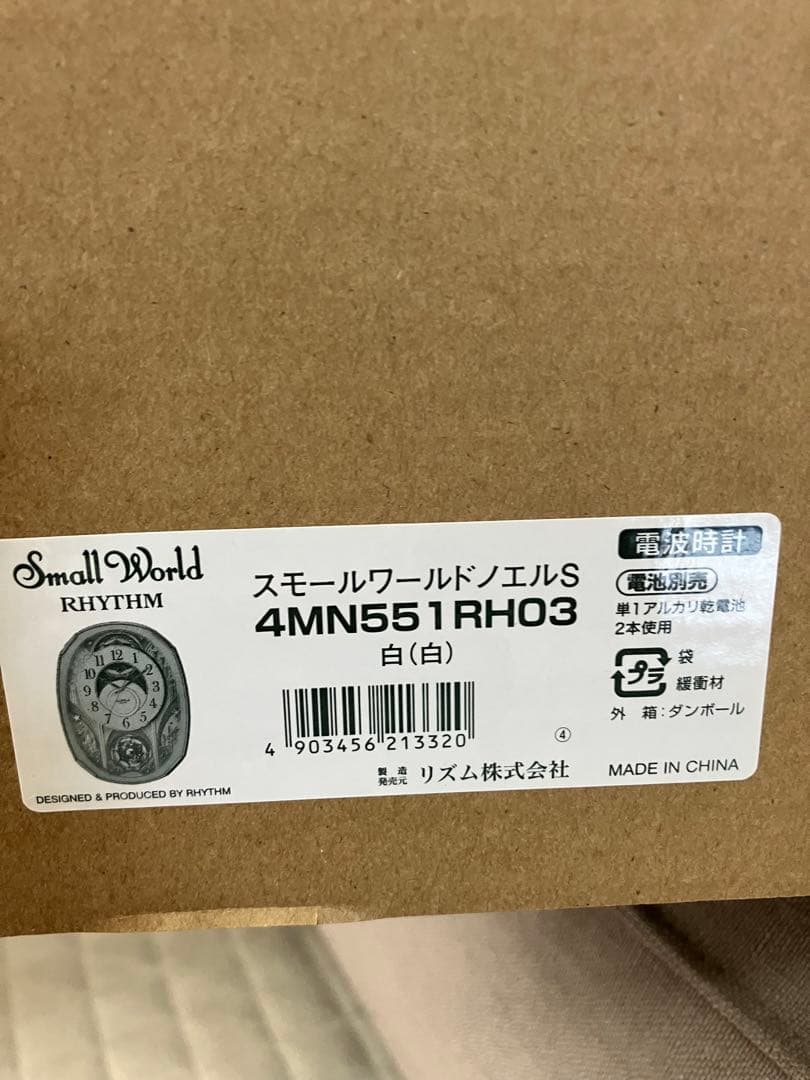 Small World
RHYTHM
DESIGNED & PRODUCED BY RHYTHM
スモールワールドノエルS
4MN551RH03
白(白)
4 903456 213320
④
製造
発売元 リズム株式会社
電波時計
電池別売
単1アルカリ乾電池
2本使用
プラ
袋
緩衝材
外 箱:ダンボール
MADE IN CHINA